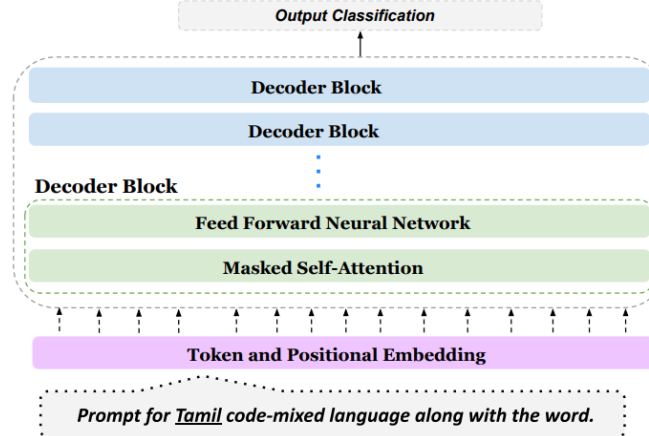 Output Classification
Decoder Block
Decoder Block
Decoder Block
Feed Forward Neural Network
Masked Self-Attention
Token and Positional Embedding
Prompt for Tamil code-mixed language along with the word.